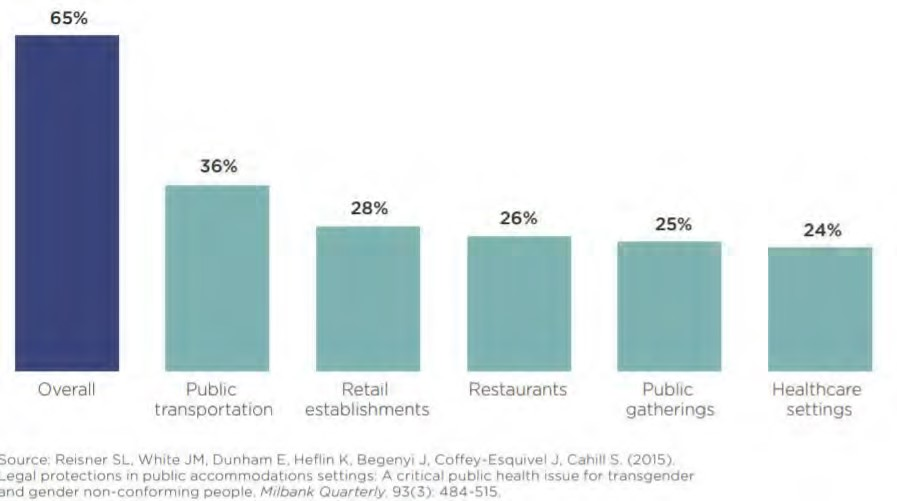 65%
36%
28%
26%
25%
24%
Overall
Public
transportation
Retail
establishments
Restaurants
Public
gatherings
Healthcare
settings
Source: Reisner SL, White JM, Dunham E, Heflin K, Begenyi J, Coffey-Esquivel J, Cahill S. (2015).
Legal protections in public accommodations settings: A critical public health issue for transgender
and gender non-conforming people. Milbank Quarterly. 93(3): 484-515.